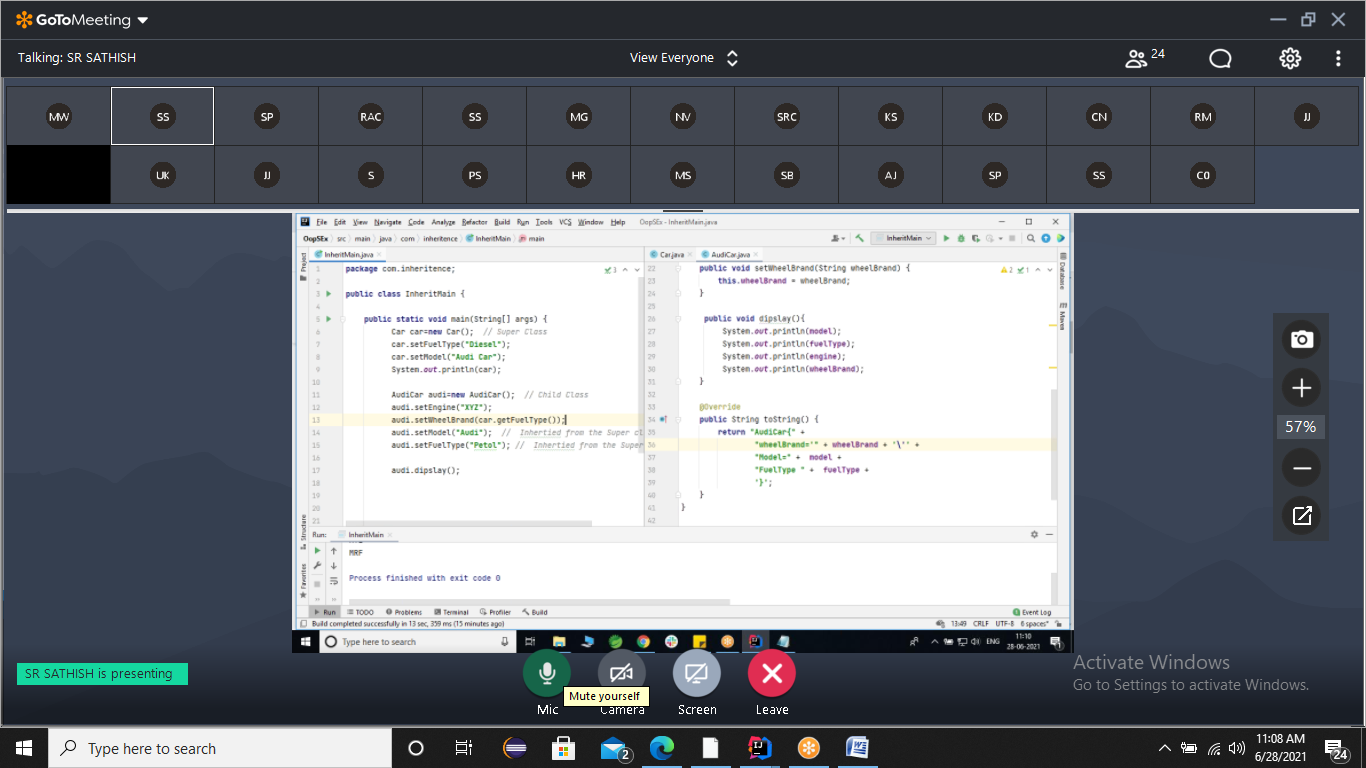 GoToMeeting
Talking: SR SATHISH
View Everyone
24
MW SS SP RAC SS MG NV SRC KS KD CN RM JJ
UK JJ S PS HR MS SB AJ SP SS C0
File Edit View Navigate Code Analyze Refactor Build Run Tools VCS Window Help OopSEx - InheritMain.java
OopSEx src main java com inheritence InheritMain main
InheritMain
Project
InheritMain.java
1 package com.inheritence;
2
3 public class InheritMain {
4
5 public static void main(String[] args) {
6 Car car=new Car(); // Super Class
7 car.setFuelType("Diesel");
8 car.setModel("Audi Car");
9 System.out.println(car);
10
11 AudiCar audi=new AudiCar(); // Child Class
12 audi.setEngine("XYZ");
13 audi.setWheelBrand(car.getFuelType());
14 audi.setModel("Audi"); // Inhertied from the Super cl
15 audi.setFuelType("Petol"); // Inhertied from the Super
16
17 audi.dipslay();
18
19
20
21
Car.java AudiCar.java
22 public void setWheelBrand(String wheelBrand) {
23 this.wheelBrand = wheelBrand;
24 }
25
26 public void dipslay(){
27 System.out.println(model);
28 System.out.println(fuelType);
29 System.out.println(engine);
30 System.out.println(wheelBrand);
31 }
32
33 @Override
34 public String toString() {
35 return "AudiCar{" +
36 "wheelBrand='" + wheelBrand + '\'' +
37 "Model=" + model +
38 "FuelType " + fuelType +
39 '}';
40 }
41 }
42
Database
Maven
Structure
Favorites
Run: InheritMain
MRF
Process finished with exit code 0
Run TODO Problems Terminal Profiler Build Event Log
Build completed successfully in 13 sec, 359 ms (15 minutes ago) 13:49 CRLF UTF-8 8 spaces*
Type here to search
ENG
11:10
28-06-2021
57%
SR SATHISH is presenting
Mute yourself
Mic Camera Screen Leave
Activate Windows
Go to Settings to activate Windows.
Type here to search
2
11:08 AM
6/28/2021
24